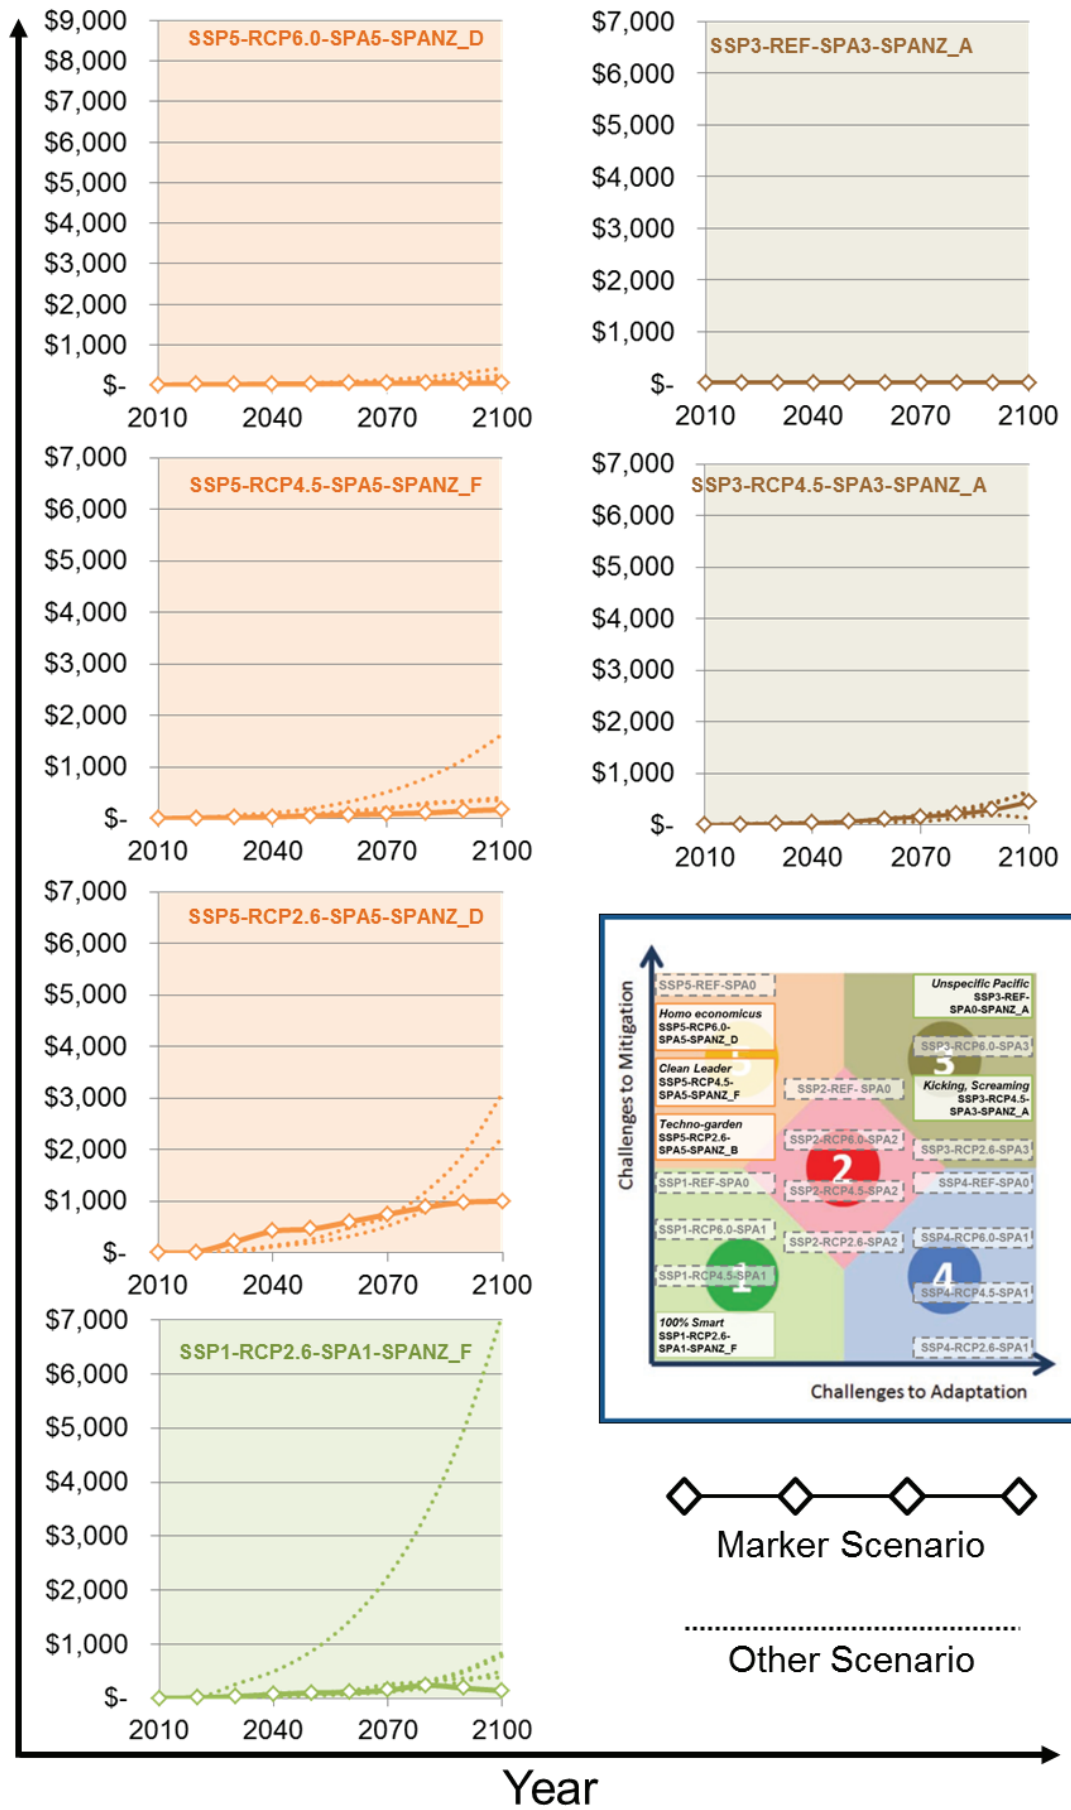 $9,000
SSP5-RCP6.0-SPA5-SPANZ_D
$8,000
$7,000
$6,000
$5,000
$4,000
$3,000
$2,000
$1,000
$-
2010 2040 2070 2100
$7,000
SSP3-REF-SPA3-SPANZ_A
$6,000
$5,000
$4,000
$3,000
$2,000
$1,000
$-
2010 2040 2070 2100
$7,000
SSP5-RCP4.5-SPA5-SPANZ_F
$6,000
$5,000
$4,000
$3,000
$2,000
$1,000
$-
2010 2040 2070 2100
$7,000
SSP3-RCP4.5-SPA3-SPANZ_A
$6,000
$5,000
$4,000
$3,000
$2,000
$1,000
$-
2010 2040 2070 2100
$7,000
SSP5-RCP2.6-SPA5-SPANZ_D
$6,000
$5,000
$4,000
$3,000
$2,000
$1,000
$-
2010 2040 2070 2100
Challenges to Mitigation
SSP5-REF-SPA0
Homo economicus
SSP5-RCP6.0-
SPA5-SPANZ_D
5
Clean Leader
SSP5-RCP4.5-
SPA5-SPANZ_F
Techno-garden
SSP5-RCP2.6-
SPA5-SPANZ_B
Unspecific Pacific
SSP3-REF-
SPA0-SPANZ_A
SSP3-RCP6.0-SPA3
3
Kicking, Screaming
SSP3-RCP4.5-
SPA3-SPANZ_A
SSP3-RCP2.6-SPA3
SSP2-REF- SPA0
SSP2-RCP6.0-SPA2
2
SSP2-RCP4.5-SPA2
SSP2-RCP2.6-SPA2
SSP1-REF-SPA0
SSP1-RCP6.0-SPA1
SSP1-RCP4.5-SPA1
1
100% Smart
SSP1-RCP2.6-
SPA1-SPANZ_F
SSP4-REF-SPA0
SSP4-RCP6.0-SPA1
4
SSP4-RCP4.5-SPA1
SSP4-RCP2.6-SPA1
Challenges to Adaptation
$7,000
SSP1-RCP2.6-SPA1-SPANZ_F
$6,000
$5,000
$4,000
$3,000
$2,000
$1,000
$-
2010 2040 2070 2100
Marker Scenario
Other Scenario
Year